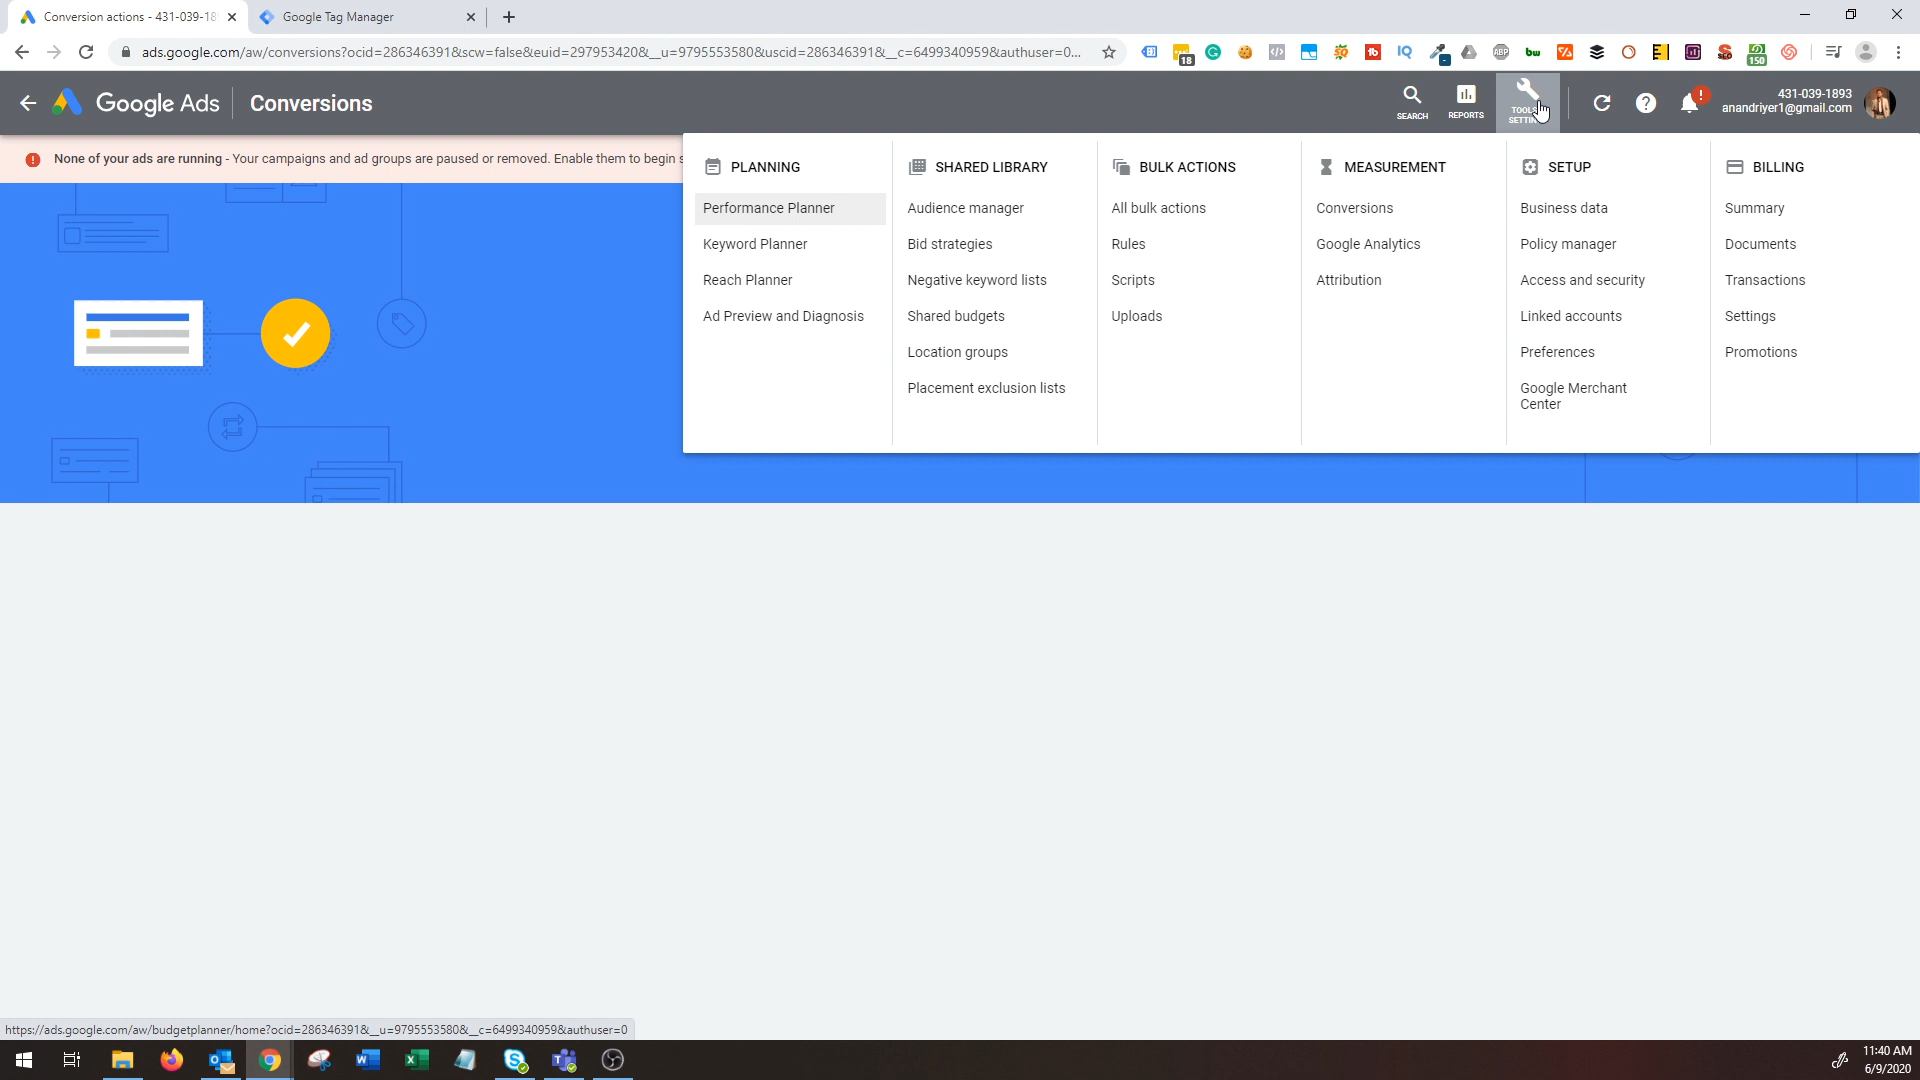 Conversion actions - 431-039-18
Google Tag Manager
ads.google.com/aw/conversions?ocid=286346391&scw=false&euid=297953420&__u=9795553580&uscid=286346391&__c=6499340959&authuser=0...
18
ABP
bw
150
Google Ads
Conversions
SEARCH
REPORTS
431-039-1893
anandriyer1@gmail.com
None of your ads are running - Your campaigns and ad groups are paused or removed. Enable them to begin
PLANNING
Performance Planner
Keyword Planner
Reach Planner
Ad Preview and Diagnosis
SHARED LIBRARY
Audience manager
Bid strategies
Negative keyword lists
Shared budgets
Location groups
Placement exclusion lists
BULK ACTIONS
All bulk actions
Rules
Scripts
Uploads
MEASUREMENT
Conversions
Google Analytics
Attribution
SETUP
Business data
Policy manager
Access and security
Linked accounts
Preferences
Google Merchant
Center
BILLING
Summary
Documents
Transactions
Settings
Promotions
https://ads.google.com/aw/budgetplanner/home?ocid=286346391&__u=9795553580&__c=6499340959&authuser=0
11:40 AM
6/9/2020